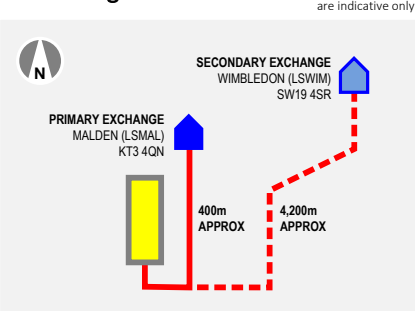 are indicative only
N
SECONDARY EXCHANGE
WIMBLEDON (LSWIM)
SW19 4SR
PRIMARY EXCHANGE
MALDEN (LSMAL)
KT3 4QN
400m
APPROX
4,200m
APPROX